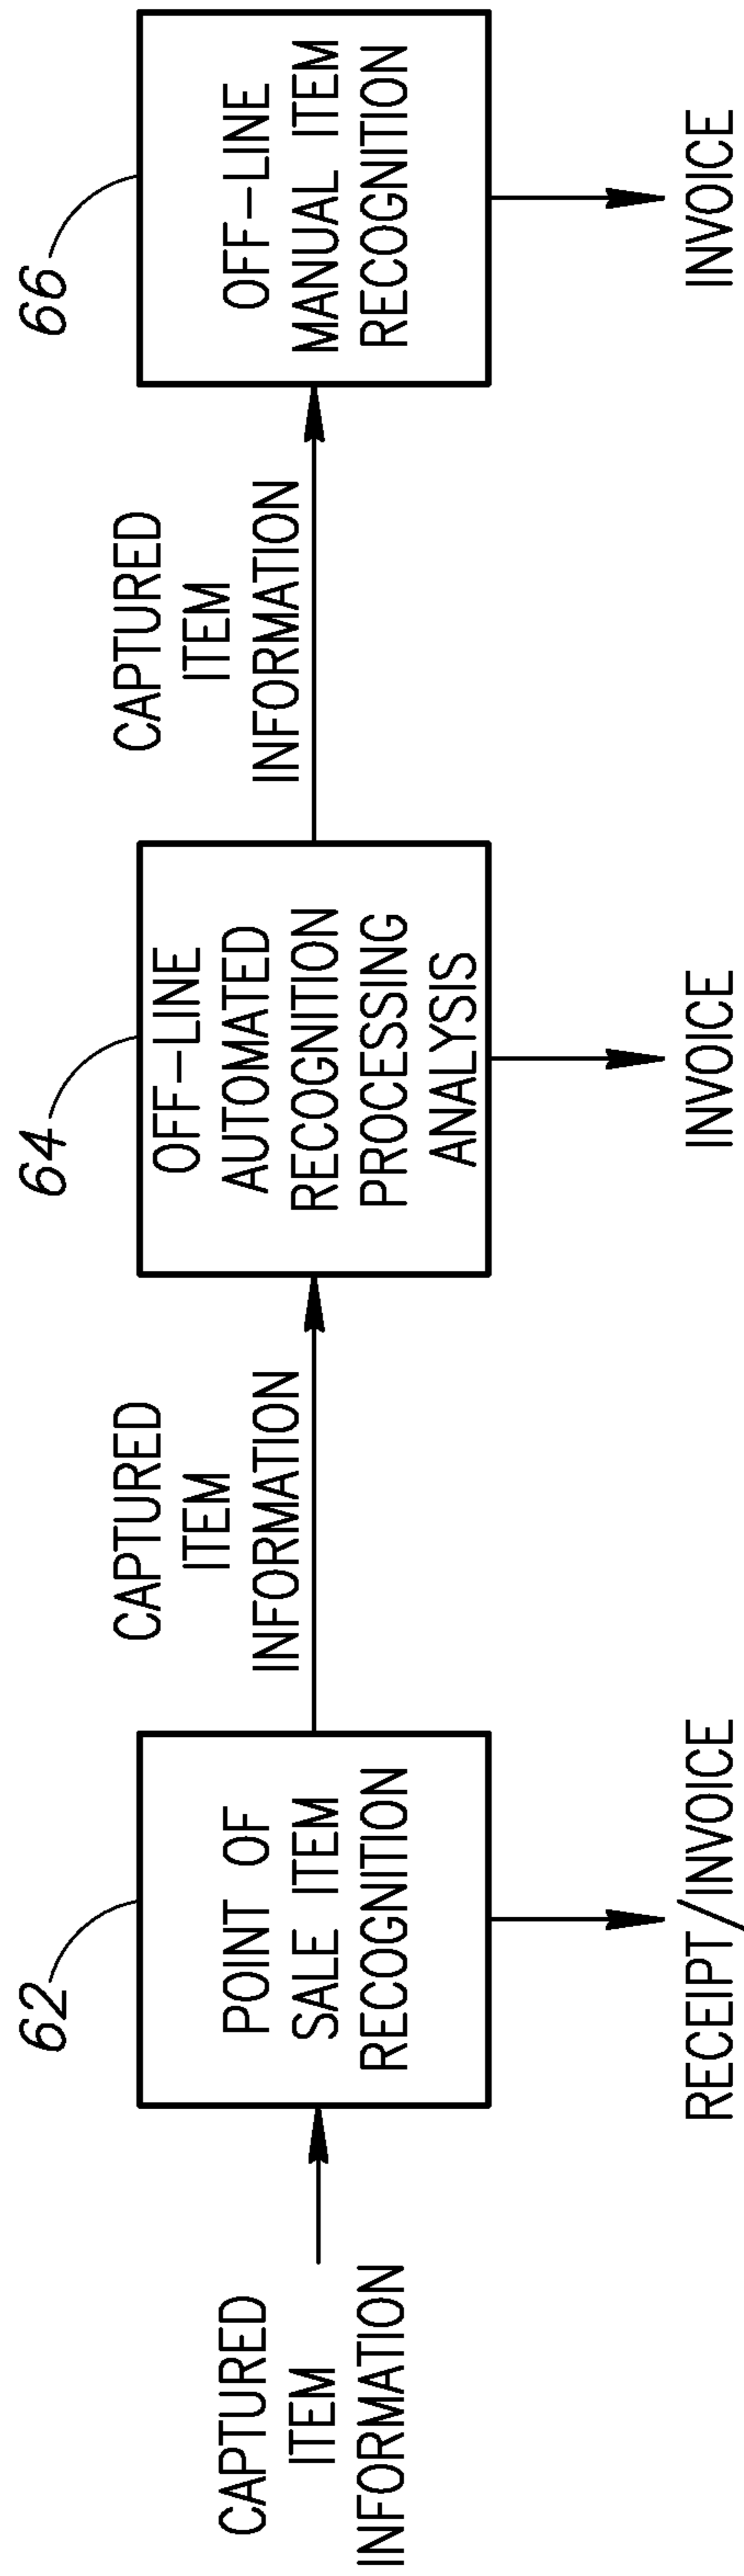 CAPTURED
ITEM
INFORMATION
62
POINT OF
SALE ITEM
RECOGNITION
RECEIPT/INVOICE
CAPTURED
ITEM
INFORMATION
64
OFF-LINE
AUTOMATED
RECOGNITION
PROCESSING
ANALYSIS
INVOICE
CAPTURED
ITEM
INFORMATION
66
OFF-LINE
MANUAL ITEM
RECOGNITION
INVOICE